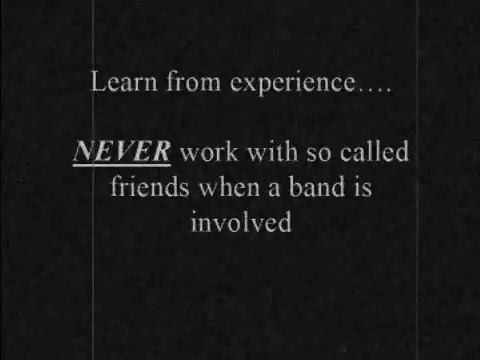 Learn from experience….
NEVER work with so called
friends when a band is
involved